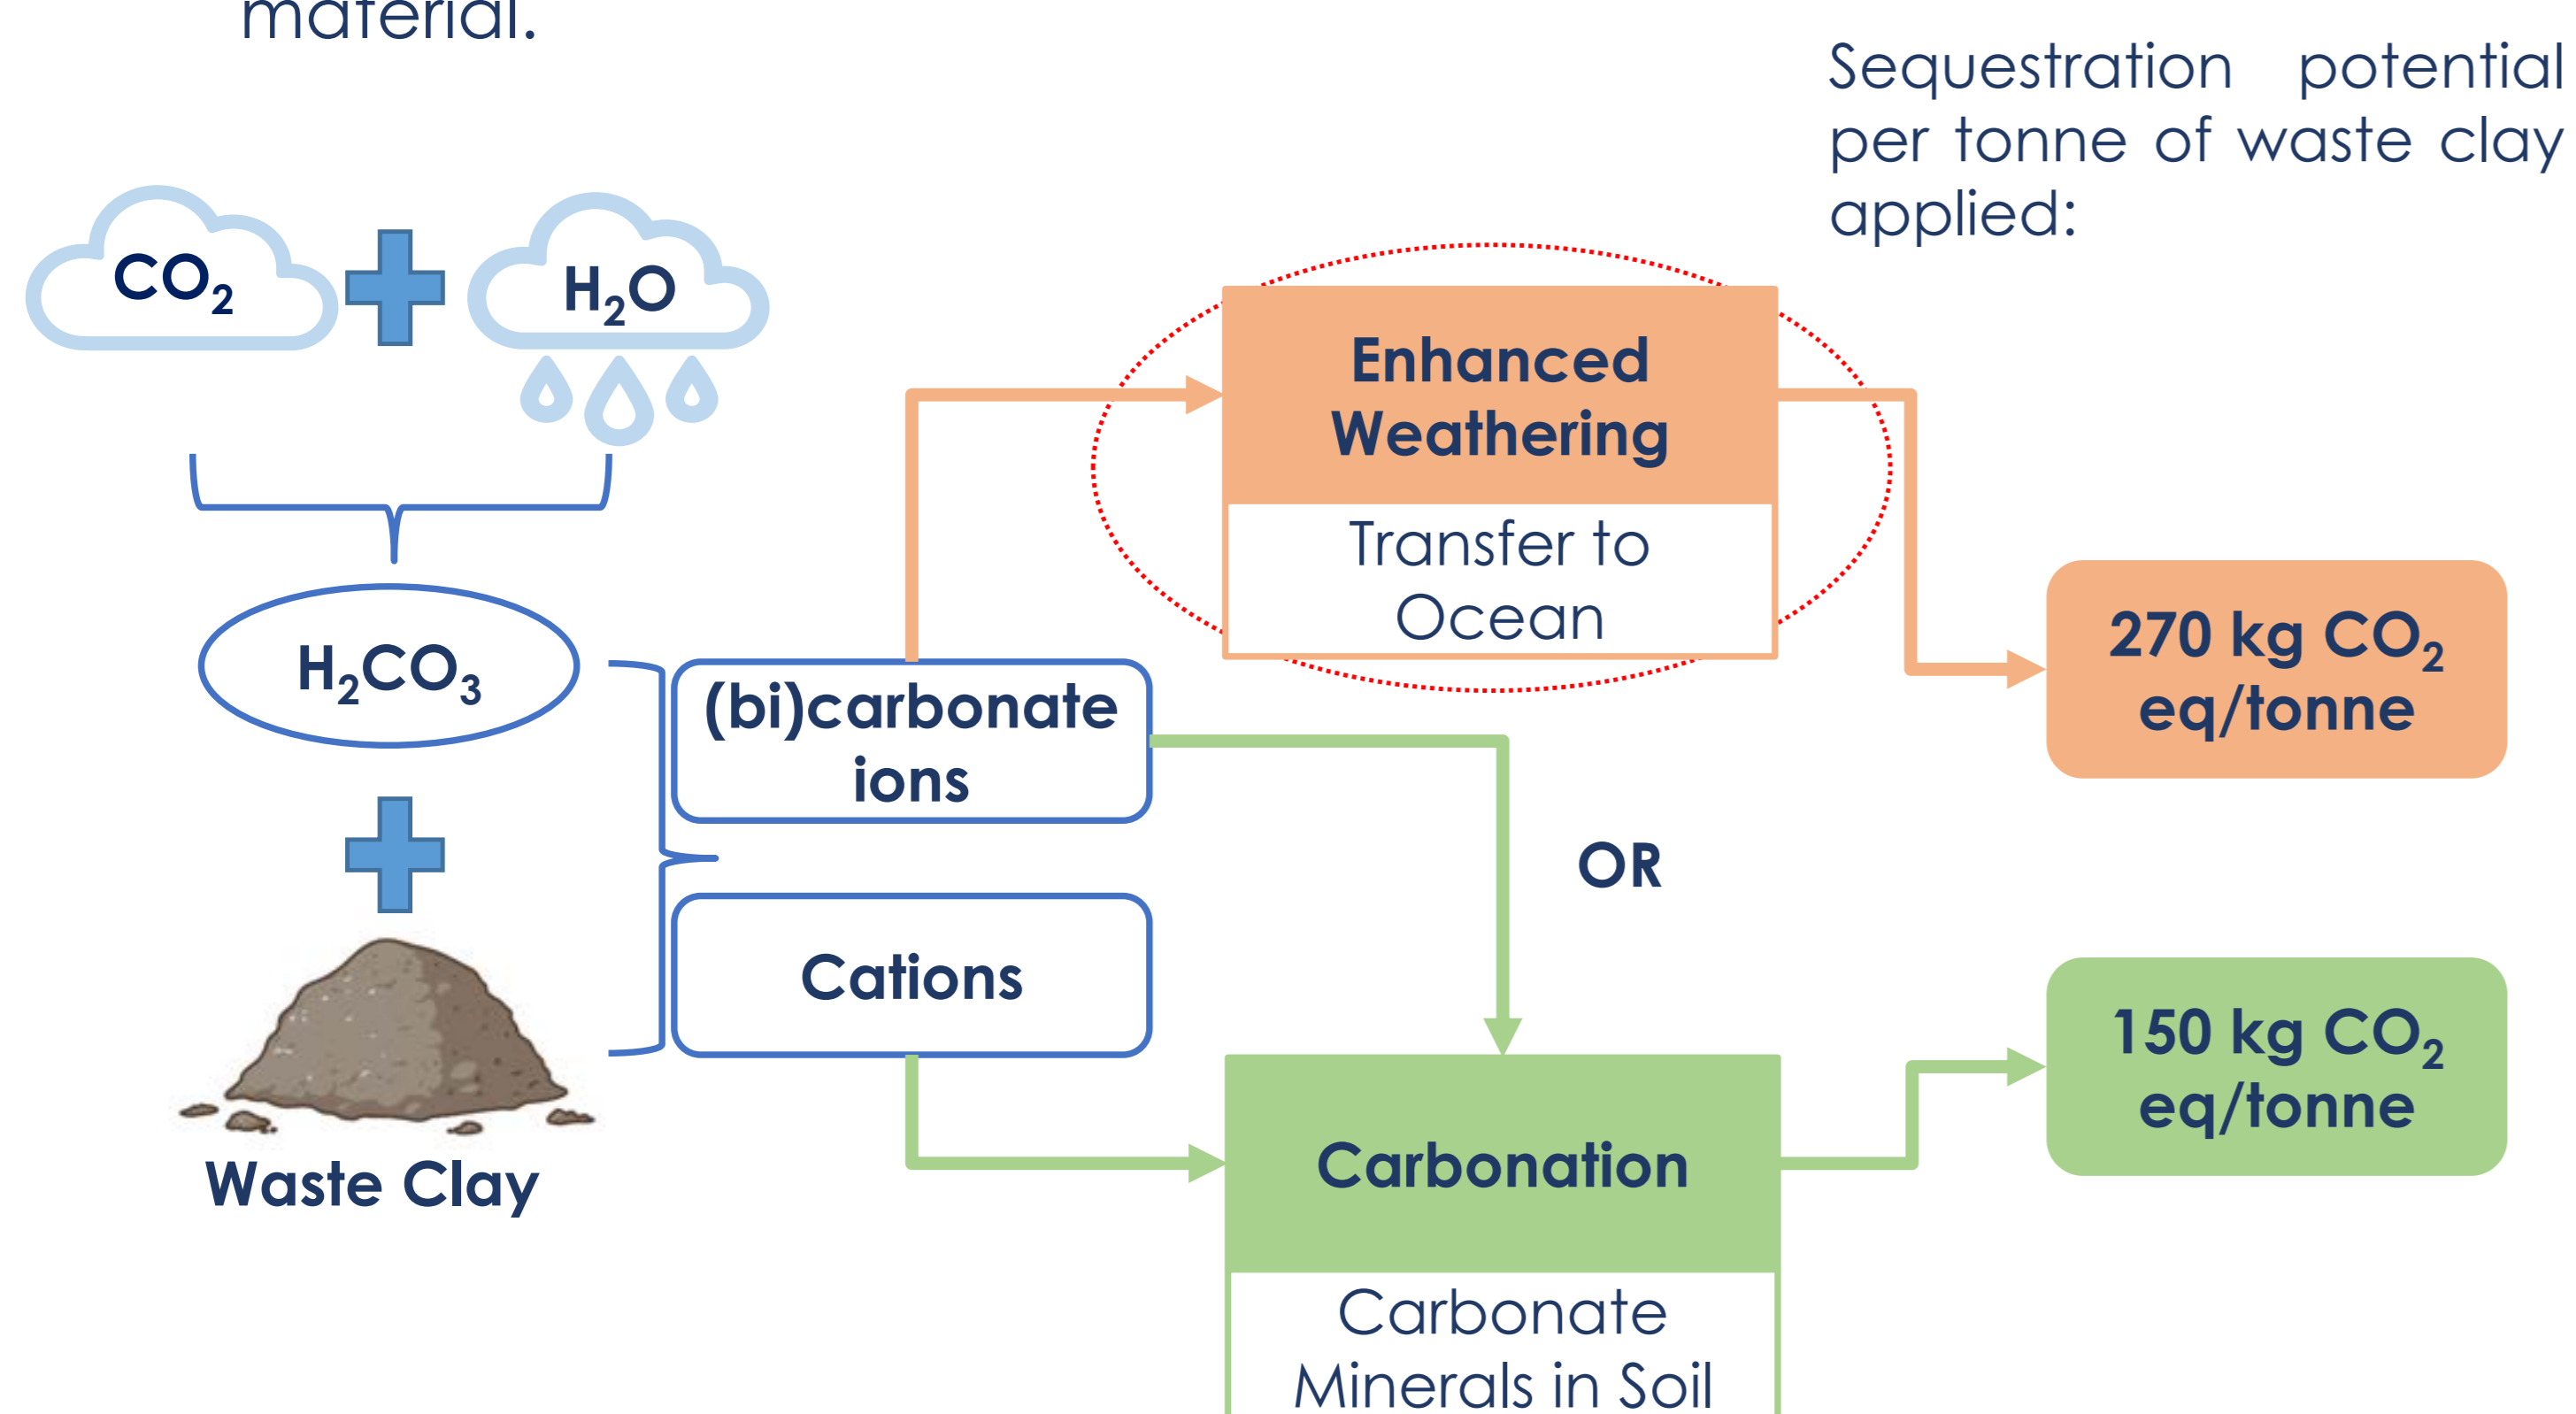 material.
Sequestration potential
per tonne of waste clay
applied:
CO₂
H₂O
Enhanced
Weathering
Transfer to
Ocean
H₂CO₃
(bi)carbonate
ions
270 kg CO₂
eq/tonne
OR
Cations
Waste Clay
150 kg CO₂
eq/tonne
Carbonation
Carbonate
Minerals in Soil